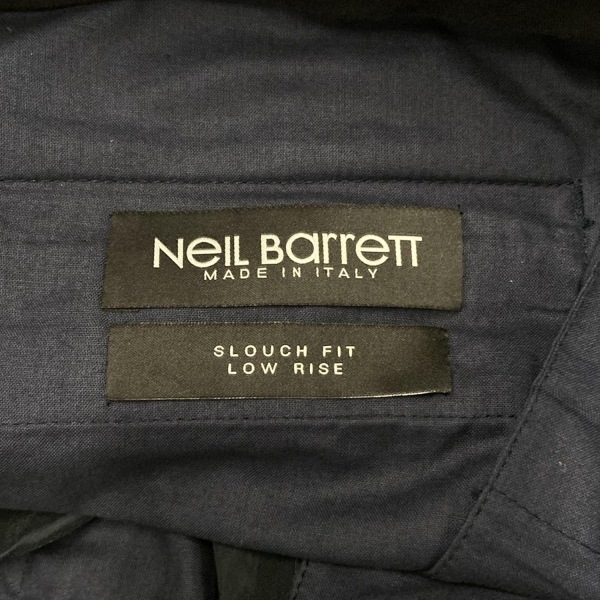 NeiL BarreTT
MADE IN ITALY
SLOUCH FIT
LOW RISE